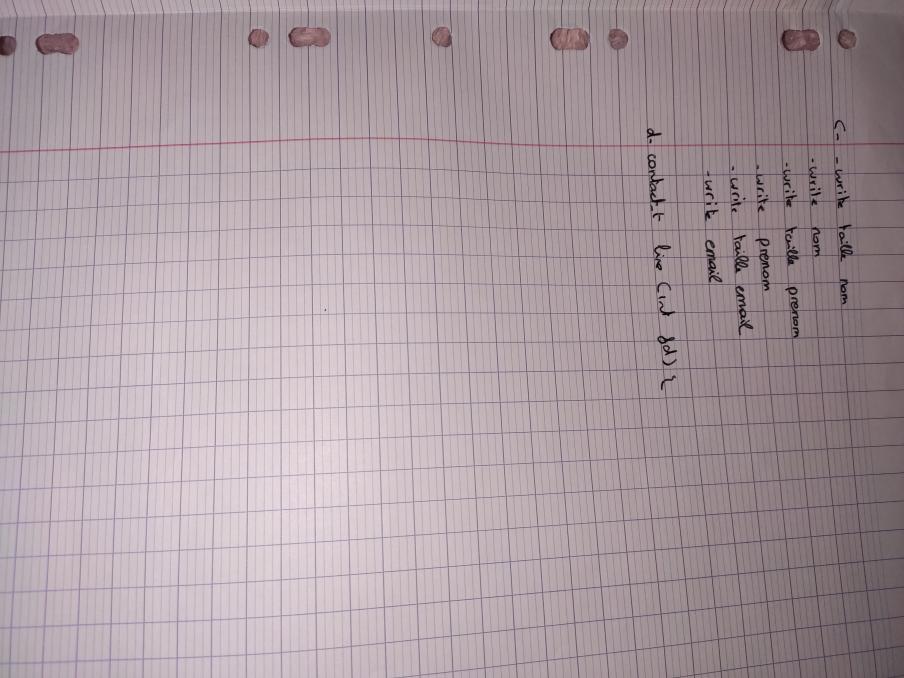 c- - write taille nom
- write nom
- write taille prenom
- write prenom
- write taille email
- write email
d- contact_t lire (int fd) {